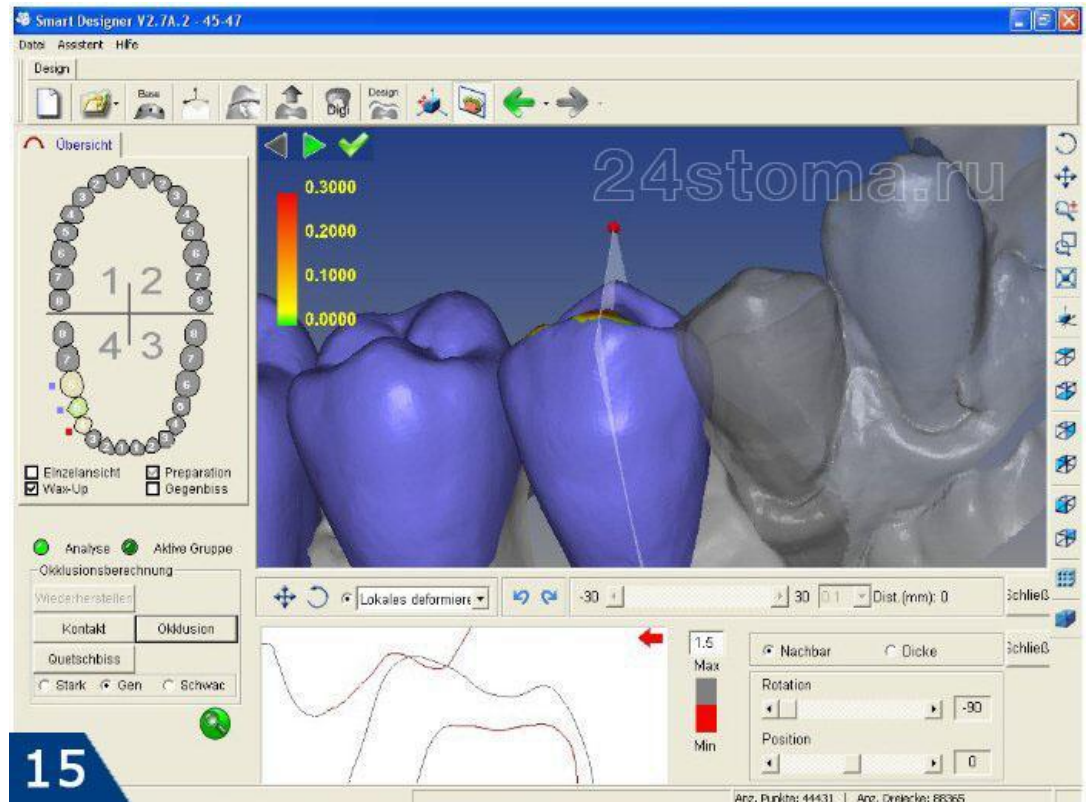 Smart Designer V2.7A.2 - 45-47
Datei Assistent Hilfe
Design
Base Digi Design
Übersicht
24stoma.ru
0.3000
0.2000
0.1000
0.0000
1 2
4 3
Einzelansicht Preparation
Wax-Up Gegenbiss
Analyse Aktive Gruppe
Okklusionsberechnung
Wiederherstellen
Kontakt Okklusion
Quetschbiss
Stark Gen Schwac
Lokales deformiere -30 30 0.1 Dist.(mm): 0 Schließ
1.5
Max
Min
Nachbar Dicke Schließ
Rotation
-90
Position
0
15
Anz. Punkte: 44431 | Anz. Dreiecke: 88365